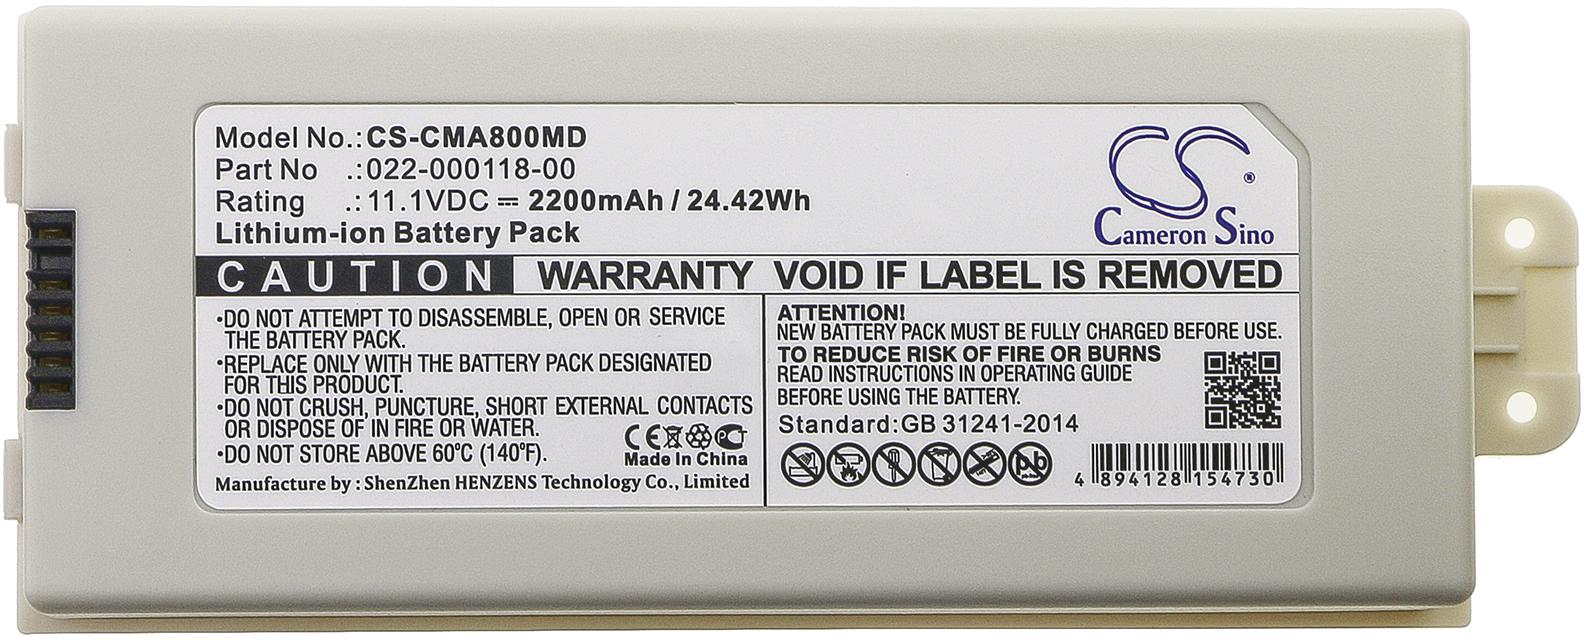 Model No.:CS-CMA800MD
Part No .:022-000118-00
Rating .:11.1VDC ⎓ 2200mAh / 24.42Wh
Lithium-ion Battery Pack
CS ®
Cameron Sino
CAUTION WARRANTY VOID IF LABEL IS REMOVED
•DO NOT ATTEMPT TO DISASSEMBLE, OPEN OR SERVICE
THE BATTERY PACK.
•REPLACE ONLY WITH THE BATTERY PACK DESIGNATED
FOR THIS PRODUCT.
•DO NOT CRUSH, PUNCTURE, SHORT EXTERNAL CONTACTS
OR DISPOSE OF IN FIRE OR WATER.
•DO NOT STORE ABOVE 60°C (140°F).
CE PCT
Made In China
Manufacture by : ShenZhen HENZENS Technology Co., Limited
ATTENTION!
NEW BATTERY PACK MUST BE FULLY CHARGED BEFORE USE.
TO REDUCE RISK OF FIRE OR BURNS
READ INSTRUCTIONS IN OPERATING GUIDE
BEFORE USING THE BATTERY.
Standard:GB 31241-2014
Pb
4 894128 154730